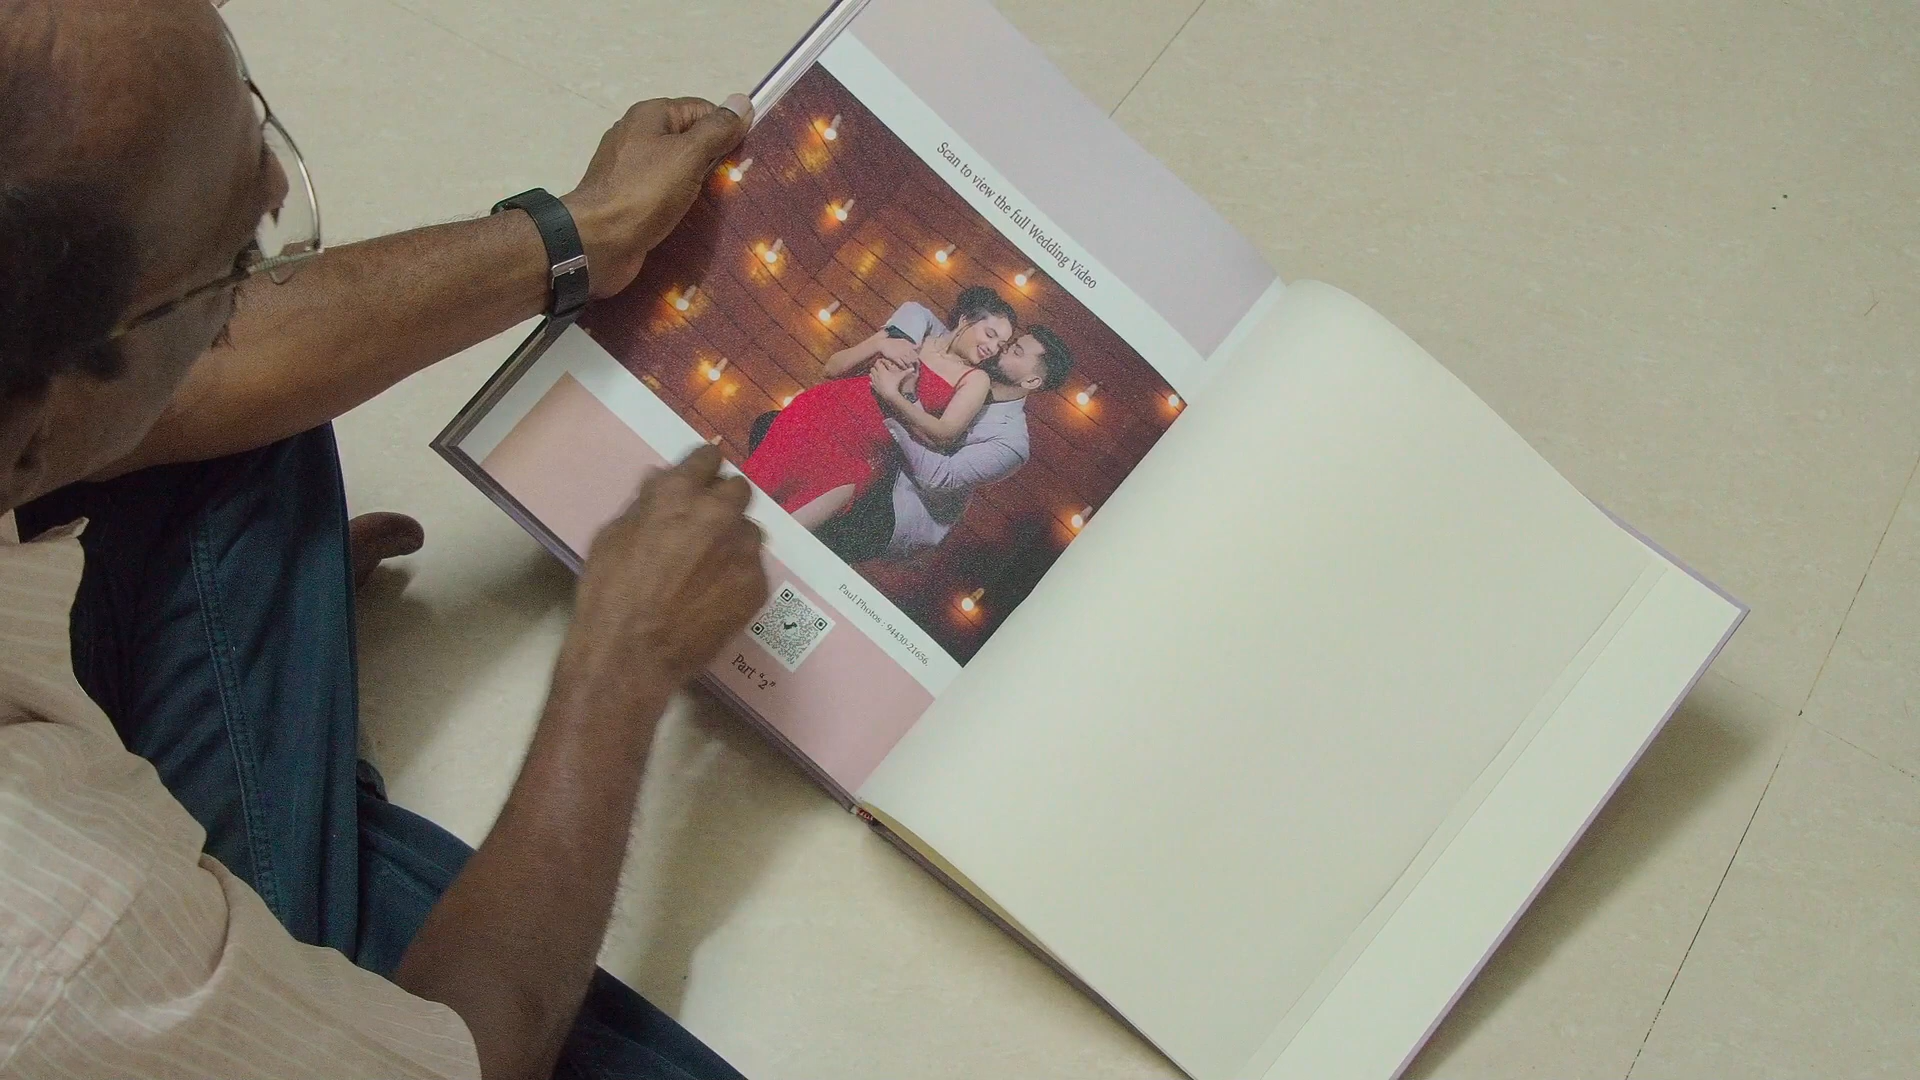 Scan to view the full Wedding Video
Paul Photos : 94430-21656.
Part "2"